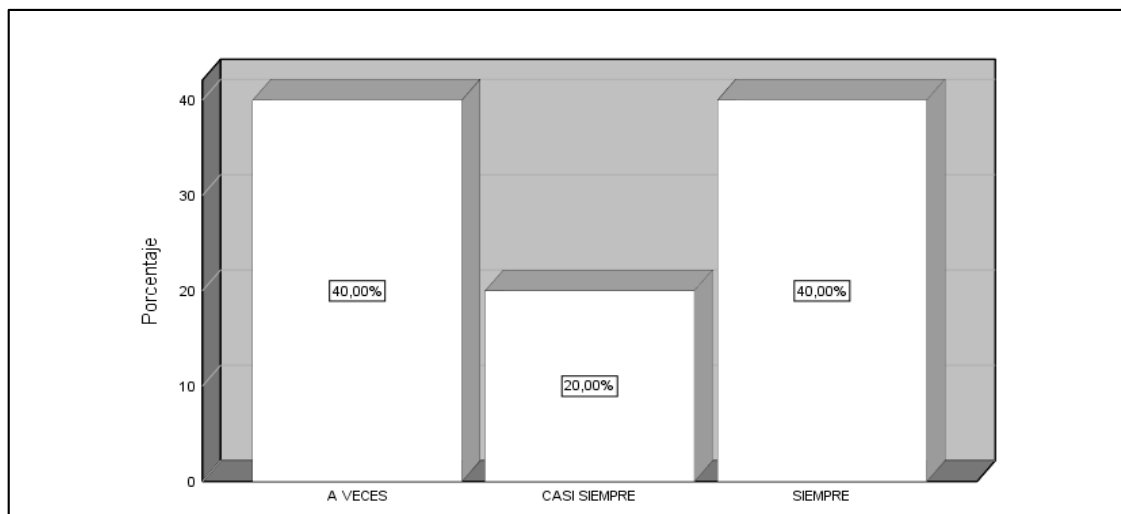 Porcentaje
40
30
20
10
0
40,00%
20,00%
40,00%
A VECES
CASI SIEMPRE
SIEMPRE